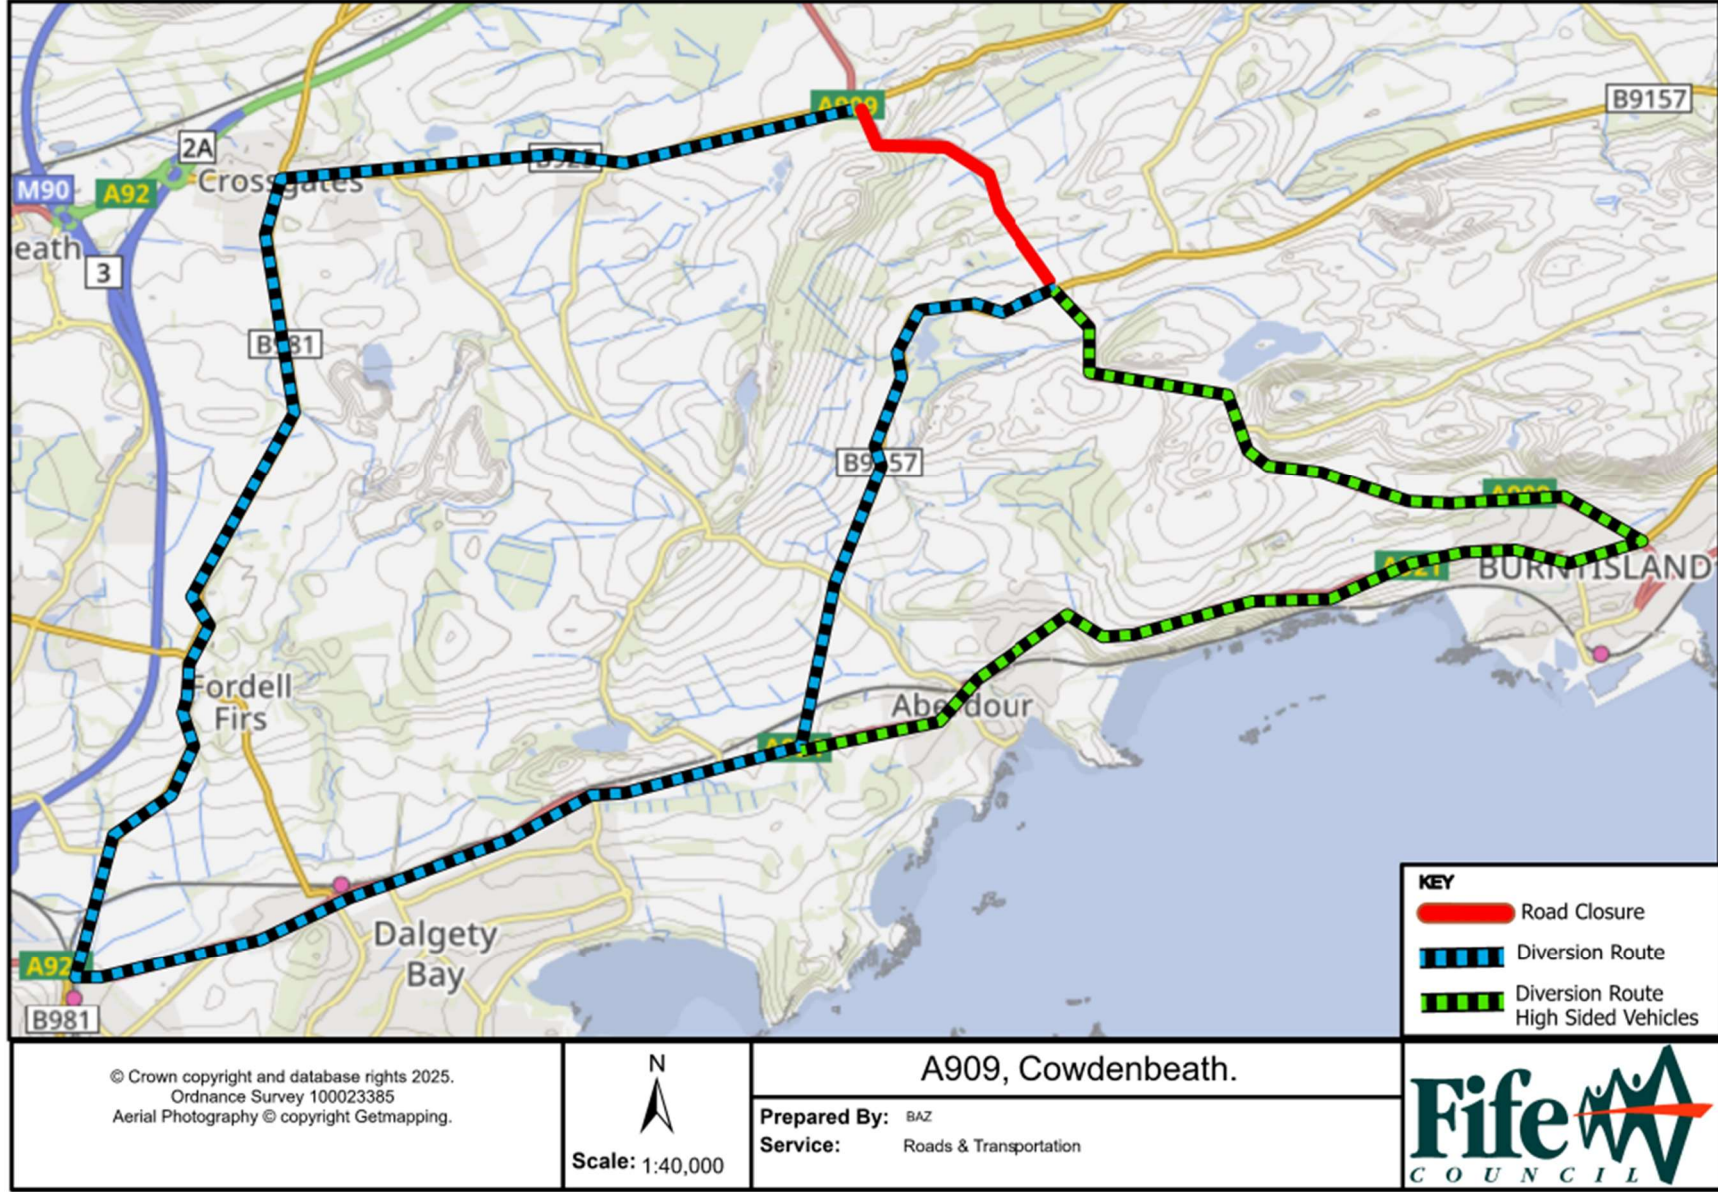 A909
B9157
2A
Crossgates
B925
M90
A92
eath
3
B981
B9157
A909
A921
BURNTISLAND
Fordell
Firs
Aberdour
A921
Dalgety
Bay
A92
B981
KEY
Road Closure
Diversion Route
Diversion Route
High Sided Vehicles
© Crown copyright and database rights 2025.
Ordnance Survey 100023385
Aerial Photography © copyright Getmapping.
N
Scale: 1:40,000
A909, Cowdenbeath.
Prepared By: BAZ
Service: Roads & Transportation
Fife
COUNCIL